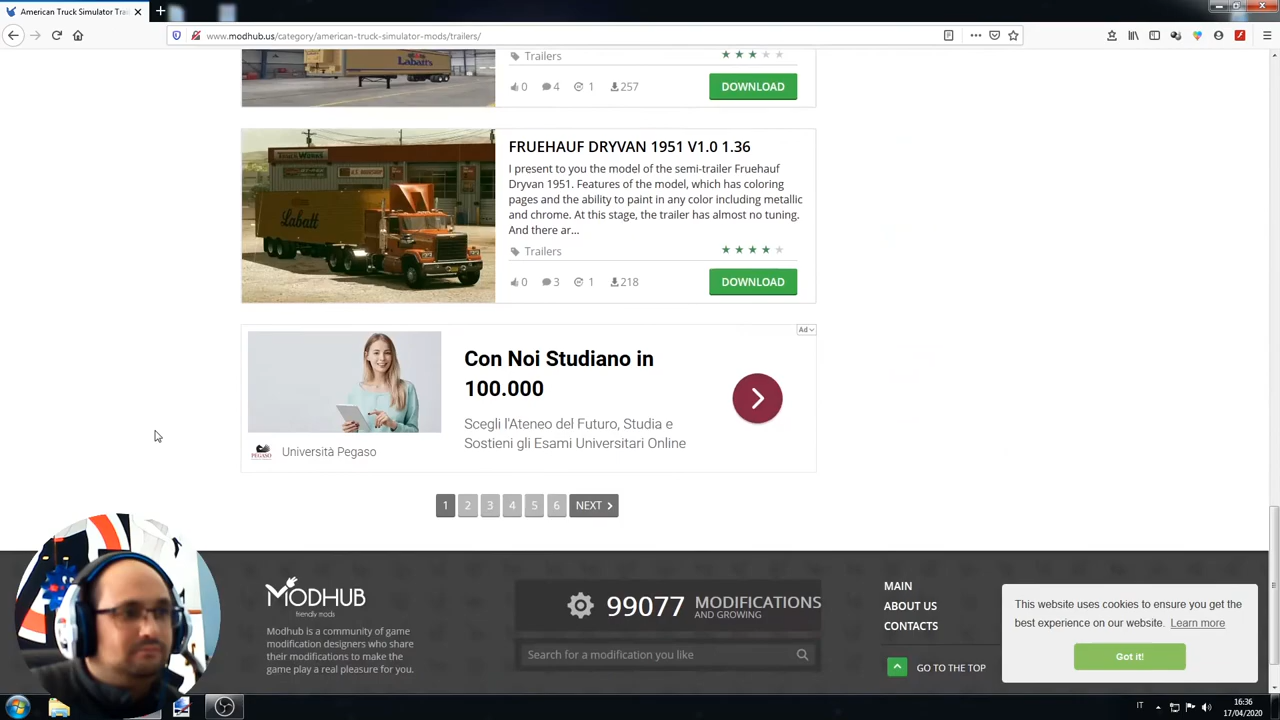 American Truck Simulator Tra
www.modhub.us/category/american-truck-simulator-mods/trailers/
Labatt's
Trailers
0 4 1 257
DOWNLOAD
Labatt
FRUEHAUF DRYVAN 1951 V1.0 1.36
I present to you the model of the semi-trailer Fruehauf
Dryvan 1951. Features of the model, which has coloring
pages and the ability to paint in any color including metallic
and chrome. At this stage, the trailer has almost no tuning.
And there ar...
Trailers
0 3 1 218
DOWNLOAD
Ad
Con Noi Studiano in
100.000
Scegli l'Ateneo del Futuro, Studia e
Sostieni gli Esami Universitari Online
PEGASO
Università Pegaso
1 2 3 4 5 6 NEXT
MODHUB
friendly mods
Modhub is a community of game
modification designers who share
their modifications to make the
game play a real pleasure for you.
99077 MODIFICATIONS
AND GROWING
Search for a modification you like
MAIN
ABOUT US
CONTACTS
GO TO THE TOP
This website uses cookies to ensure you get the
best experience on our website. Learn more
Got it!
IT
16:36
17/04/2020